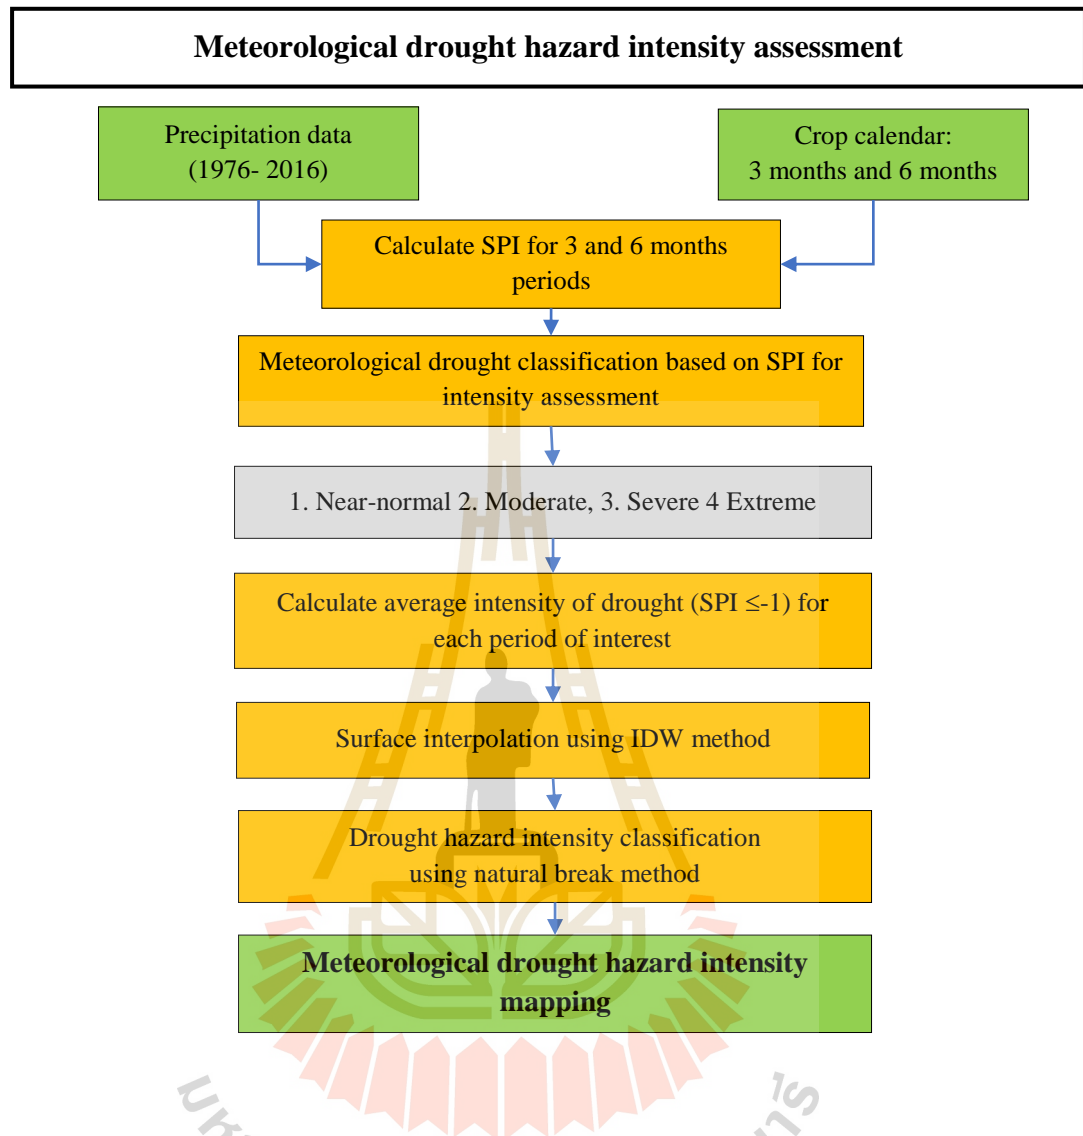 Meteorological drought hazard intensity assessment
Precipitation data
(1976- 2016)
Crop calendar:
3 months and 6 months
Calculate SPI for 3 and 6 months
periods
Meteorological drought classification based on SPI for
intensity assessment
1. Near-normal 2. Moderate, 3. Severe 4 Extreme
Calculate average intensity of drought (SPI ≤-1) for
each period of interest
Surface interpolation using IDW method
Drought hazard intensity classification
using natural break method
Meteorological drought hazard intensity
mapping